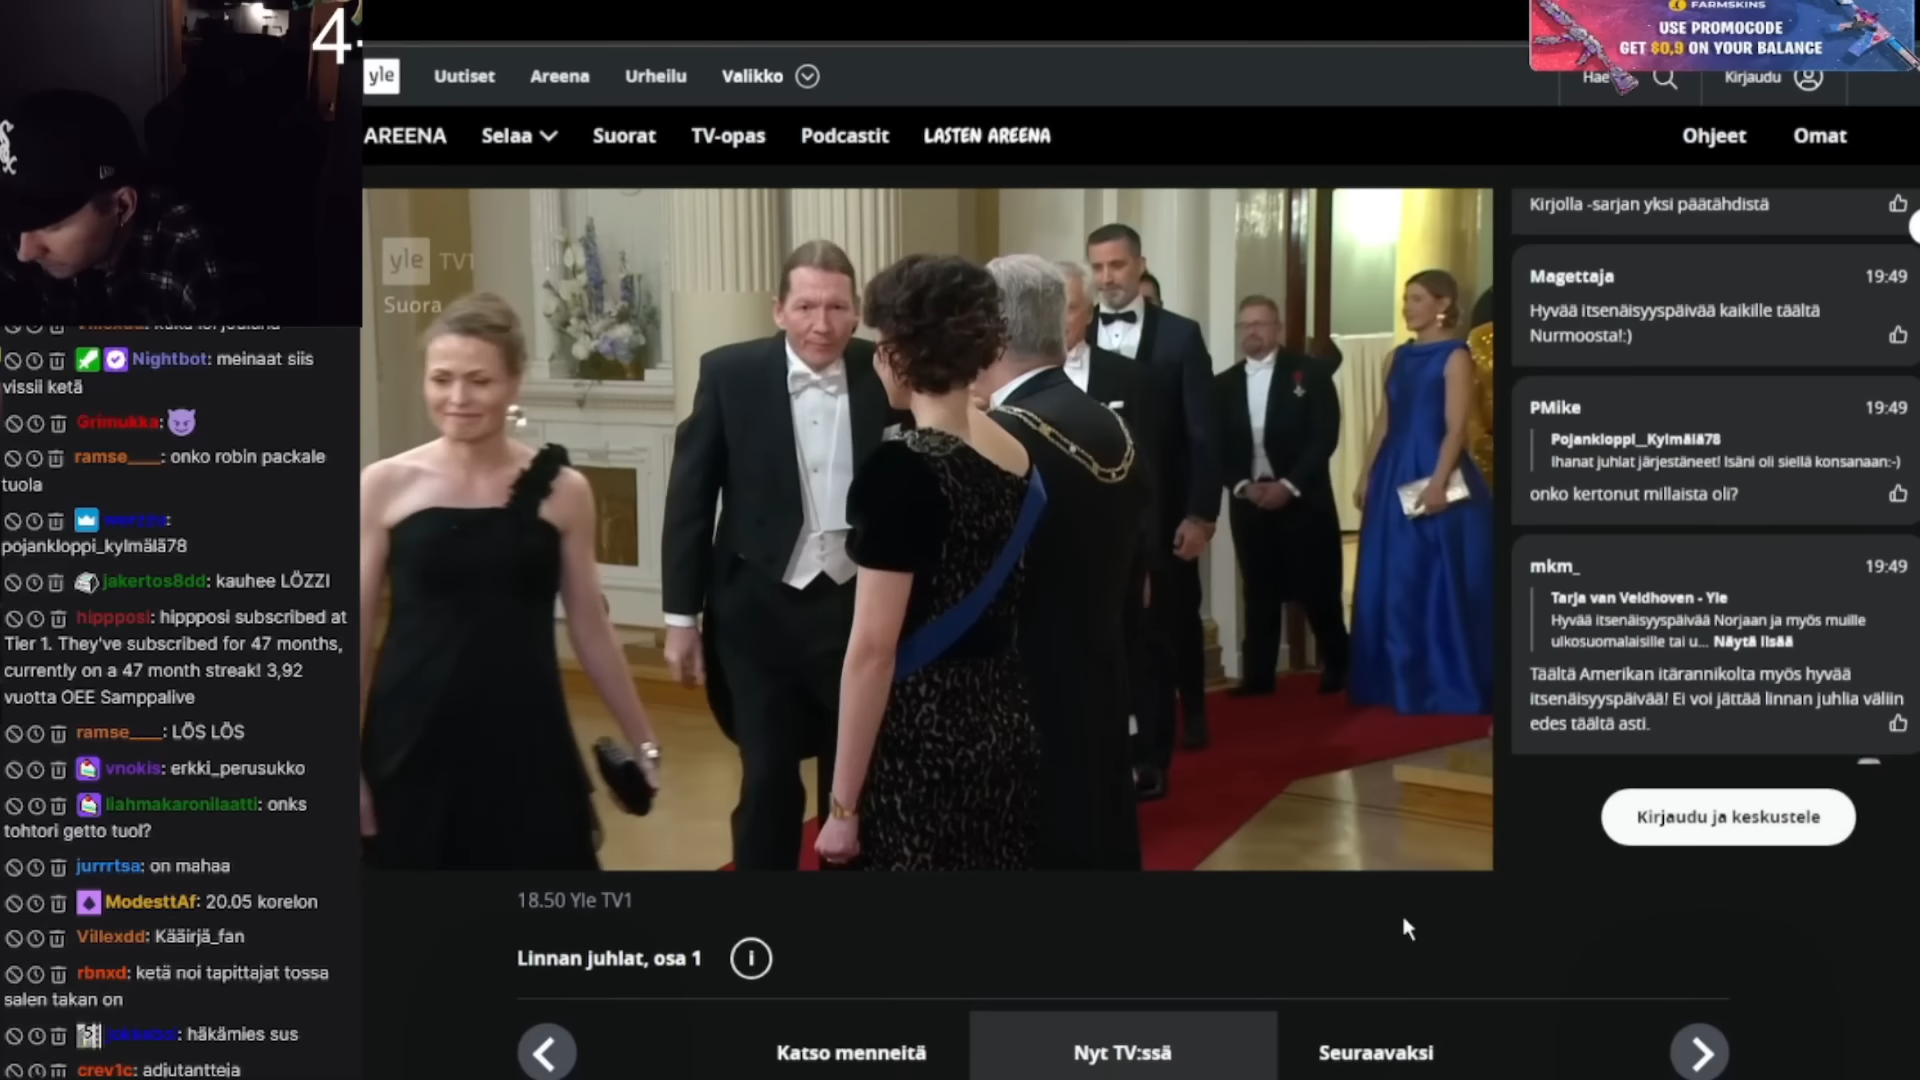 4
FARMSKINS
USE PROMOCODE
GET $0,9 ON YOUR BALANCE
yle
Uutiset
Areena
Urheilu
Valikko
Hae
Kirjaudu
AREENA
Selaa
Suorat
TV-opas
Podcastit
LASTEN AREENA
Ohjeet
Omat
yle TV1
Suora
Nightbot: meinaat siis
vissii ketä
Grimukka:
ramse____: onko robin packale
tuola
pojankloppi_kylmälä78
jakertos8dd: kauhee LÖZZI
hippposi: hippposi subscribed at
Tier 1. They've subscribed for 47 months,
currently on a 47 month streak! 3,92
vuotta OEE Samppalive
ramse____: LÖS LÖS
vnokis: erkki_perusukko
liahmakaronilaatti: onks
tohtori getto tuol?
jurrrtsa: on mahaa
ModesttAf: 20.05 korelon
Villexdd: Kääirjä_fan
rbnxd: ketä noi tapittajat tossa
salen takan on
: häkämies sus
crev1c: adjutantteja
Kirjolla -sarjan yksi päätähdistä
Magettaja
19:49
Hyvää itsenäisyyspäivää kaikille täältä
Nurmoosta!:)
PMike
19:49
Pojankloppi_Kylmälä78
Ihanat juhlat järjestäneet! Isäni oli siellä konsanaan:-)
onko kertonut millaista oli?
mkm_
19:49
Tarja van Veldhoven - Yle
Hyvää itsenäisyyspäivää Norjaan ja myös muille
ulkosuomalaisille tai u... Näytä lisää
Täältä Amerikan itärannikolta myös hyvää
itsenäisyyspäivää! Ei voi jättää linnan juhlia väliin
edes täältä asti.
Kirjaudu ja keskustele
18.50 Yle TV1
Linnan juhlat, osa 1
Katso menneitä
Nyt TV:ssä
Seuraavaksi